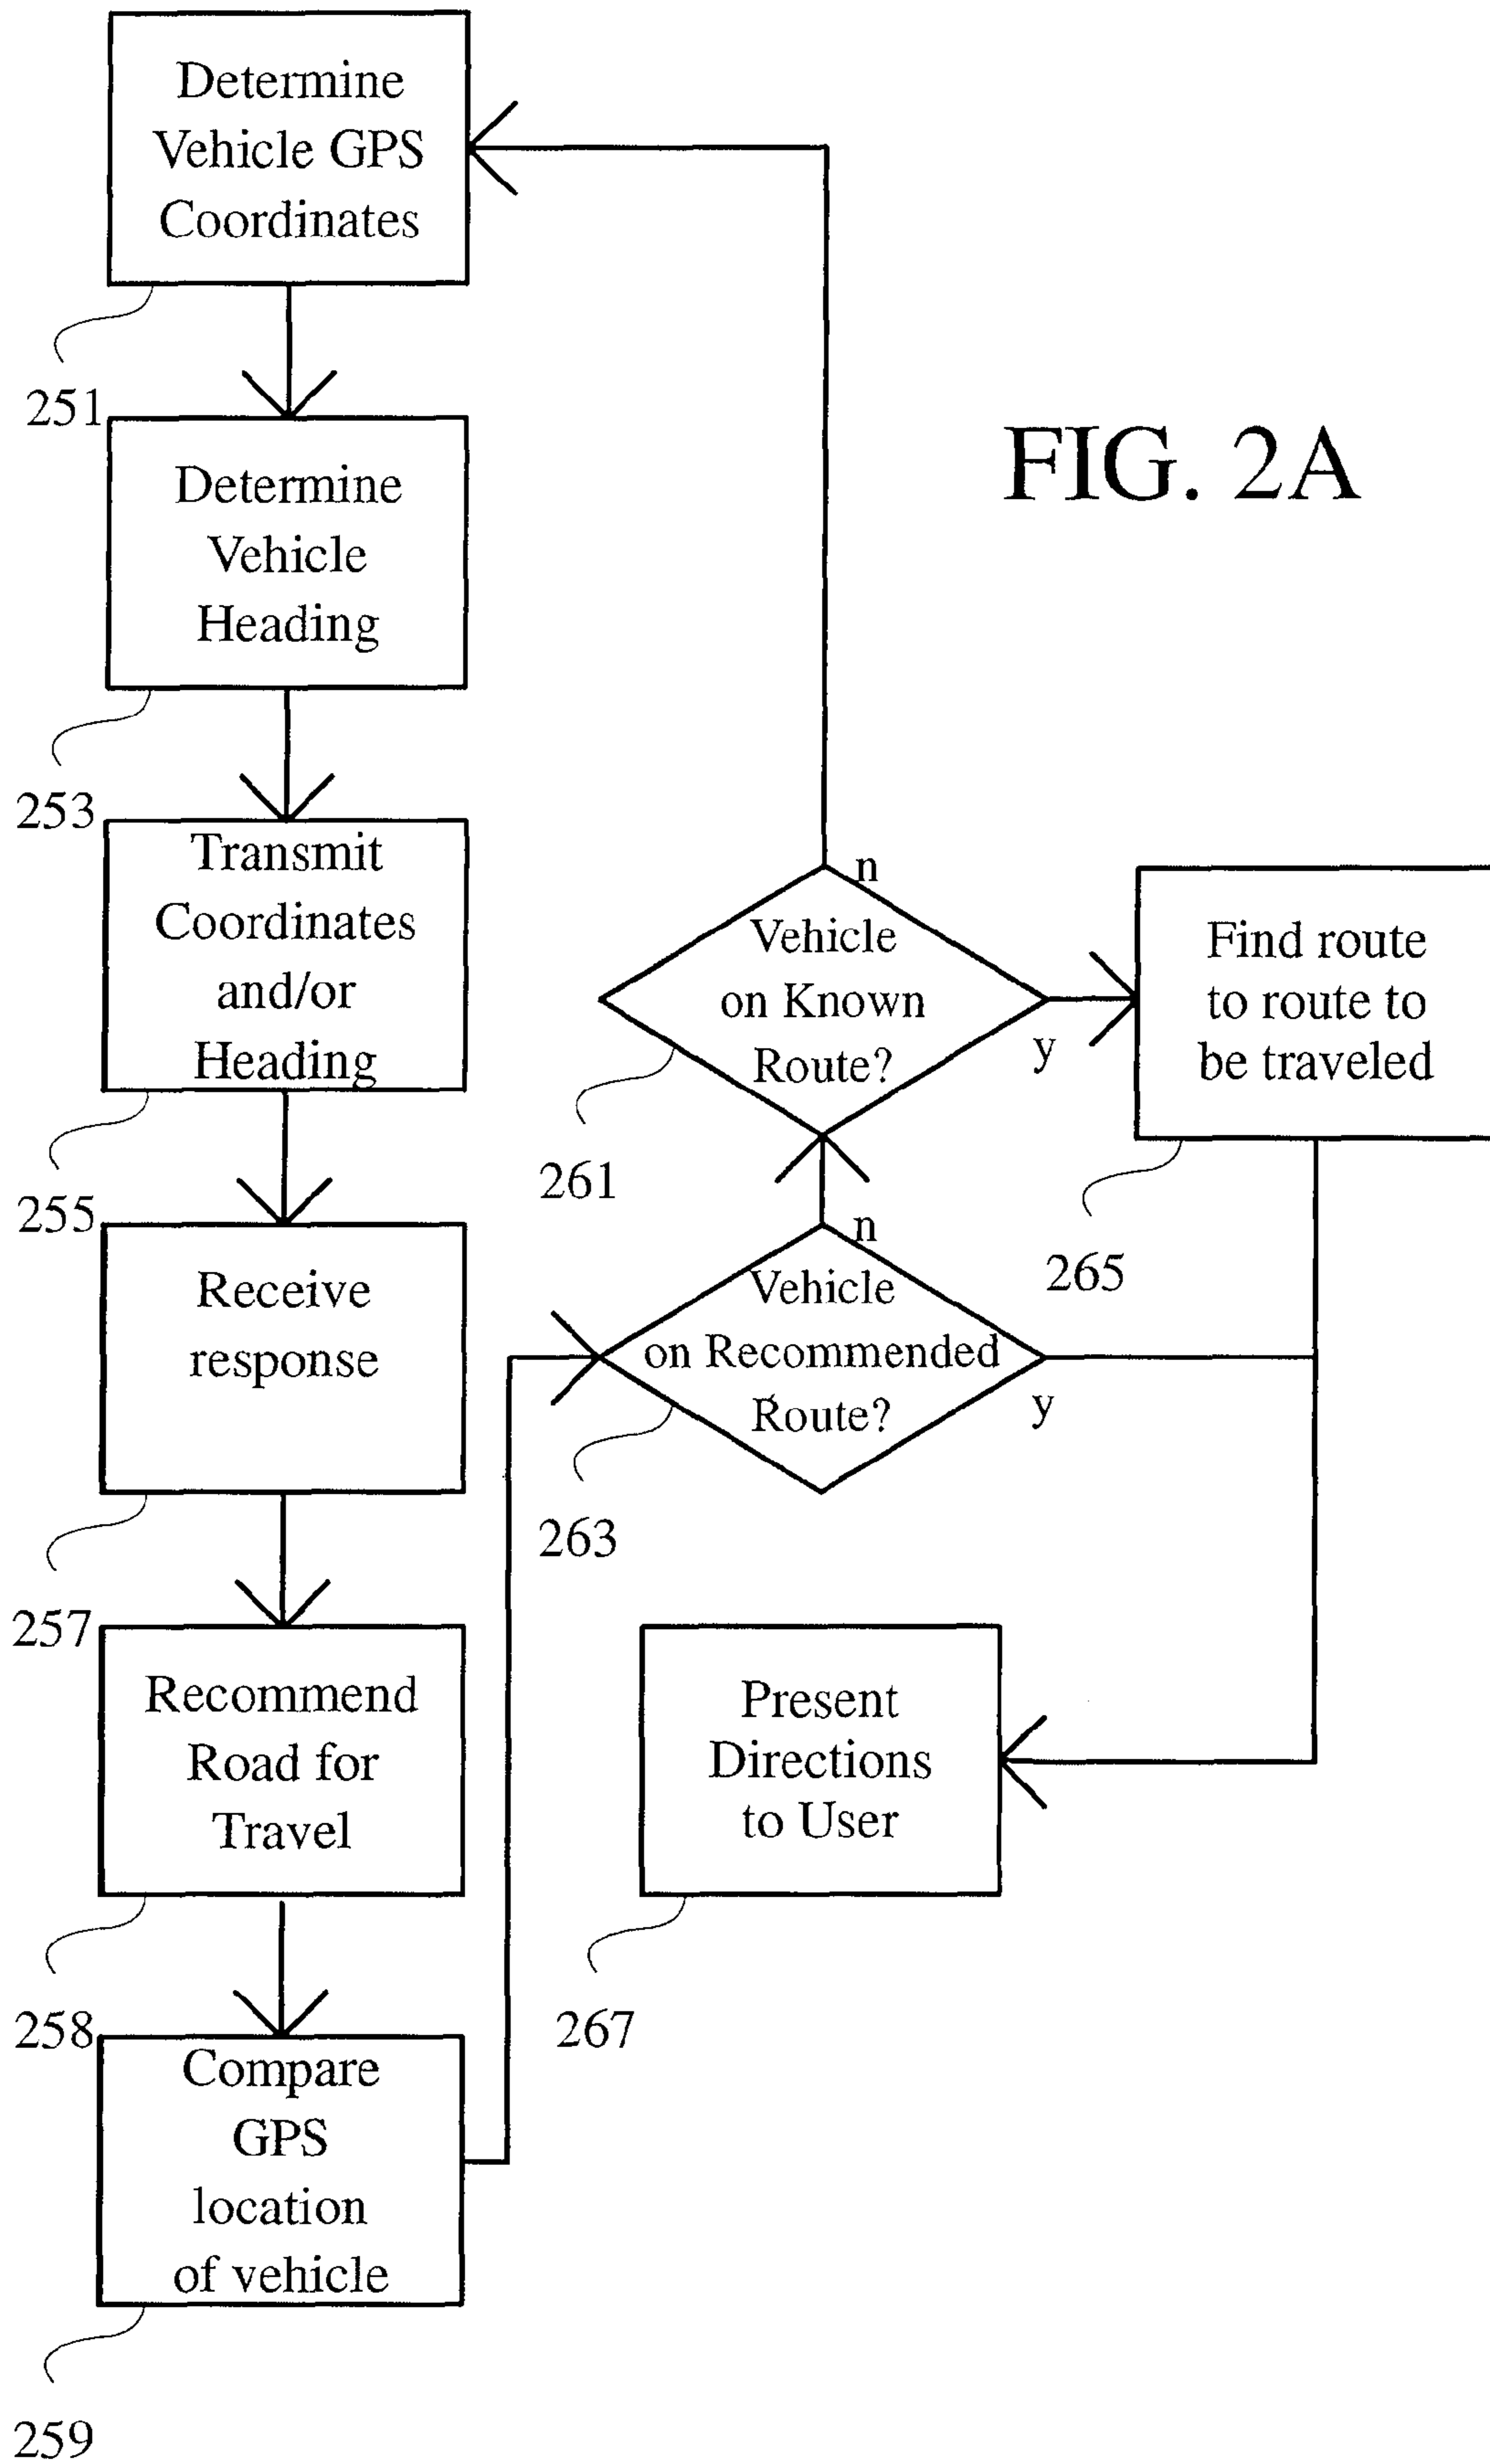 Determine
Vehicle GPS
Coordinates
251
FIG. 2A
Determine
Vehicle
Heading
253
Transmit
Coordinates
and/or
Heading
255
n
Vehicle
on Known
Route?
y
261
Find route
to route to
be traveled
265
Receive
response
257
n
Vehicle
on Recommended
Route?
y
263
Recommend
Road for
Travel
258
Present
Directions
to User
267
Compare
GPS
location
of vehicle
259